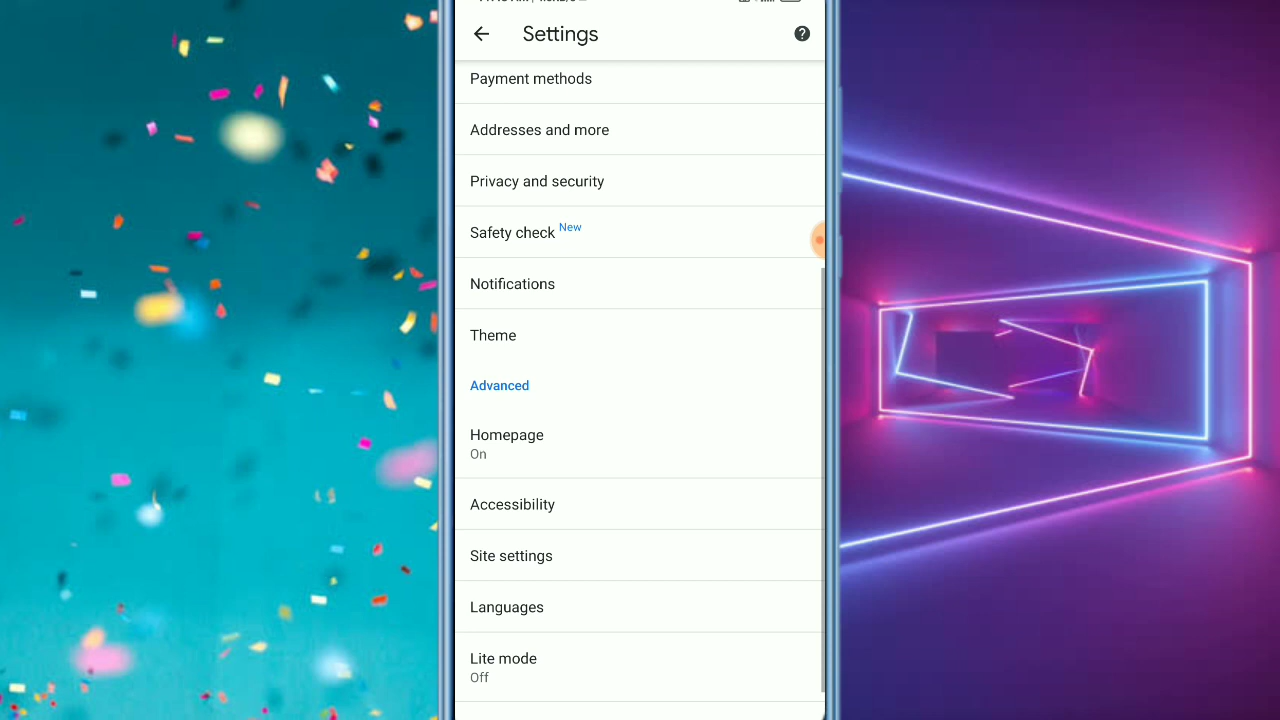 Settings
Payment methods
Addresses and more
Privacy and security
Safety check New
Notifications
Theme
Advanced
Homepage
On
Accessibility
Site settings
Languages
Lite mode
Off